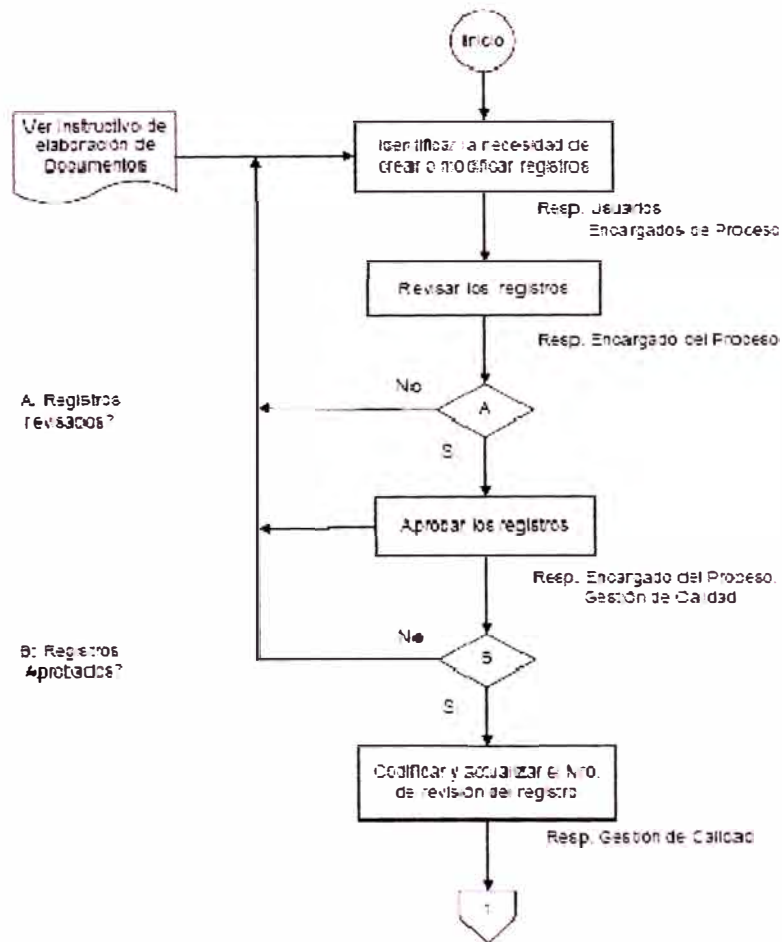 Inicio
Ver Instructivo de
elaboración de
Documentos
Identificar la necesidad de
crear o modificar registros
Resp. Usuarios
Encargados de Proceso
Revisar los registros
Resp. Encargado del Proceso
No
A. Registros
revisados?
A
S
Aprobar los registros
Resp. Encargado del Proceso.
Gestión de Calidad
No
B: Registros
Aprobados?
B
S
Codificar y actualizar el Nro.
de revisión del registro
Resp. Gestión de Calidad
1